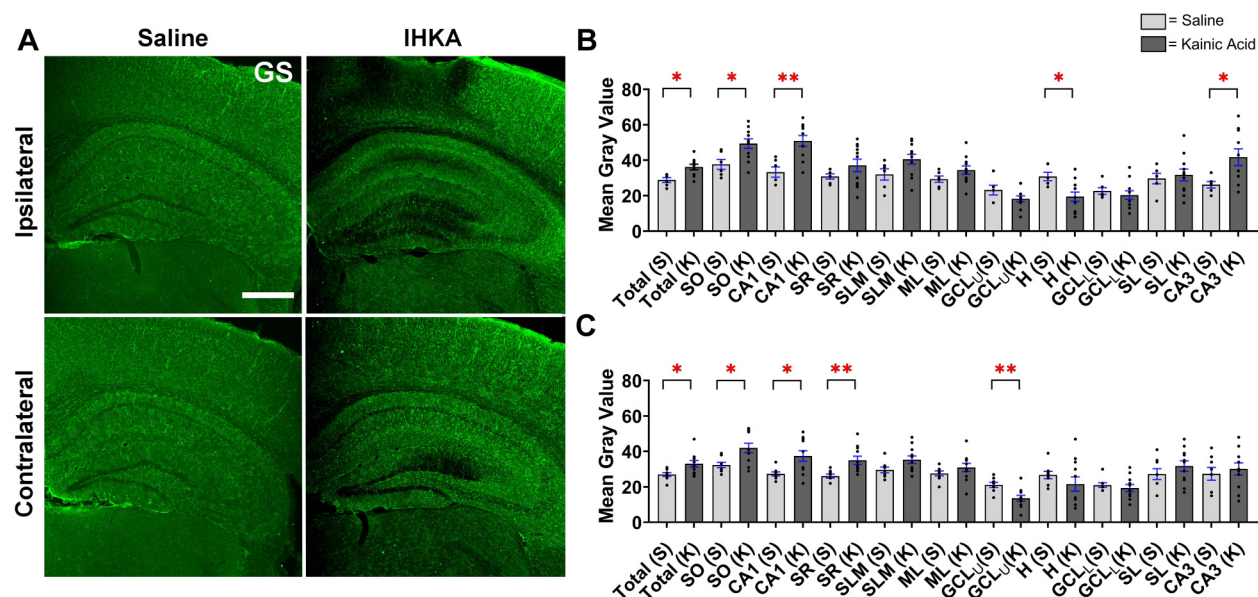 = Saline
= Kainic Acid
A
Saline
IHKA
GS
Ipsilateral
Contralateral
B
Mean Gray Value
80
60
40
20
0
* * ** * *
Total (S) Total (K) SO (S) SO (K) CA1 (S) CA1 (K) SR (S) SR (K) SLM (S) SLM (K) ML (S) ML (K) GCLU(S) GCLU(K) H (S) H (K) GCLL(S) GCLL(K) SL (S) SL (K) CA3 (S) CA3 (K)
C
Mean Gray Value
80
60
40
20
0
* * * ** **
Total (S) Total (K) SO (S) SO (K) CA1 (S) CA1 (K) SR (S) SR (K) SLM (S) SLM (K) ML (S) ML (K) GCLU(S) GCLU(K) H (S) H (K) GCLL(S) GCLL(K) SL (S) SL (K) CA3 (S) CA3 (K)